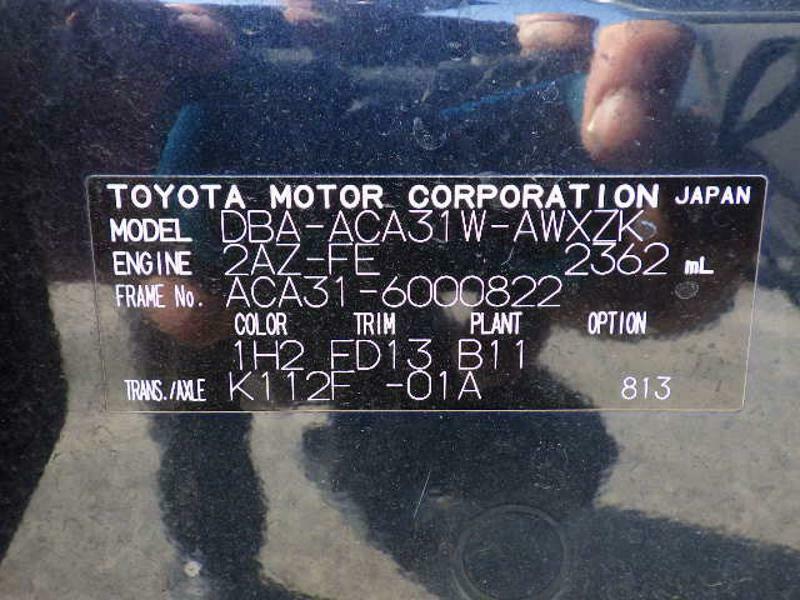 TOYOTA MOTOR CORPORATION JAPAN
MODEL DBA-ACA31W-AWXZK
ENGINE 2AZ-FE 2362 mL
FRAME No. ACA31-6000822
COLOR TRIM PLANT OPTION
1H2 FD13 B11
TRANS./AXLE K112F -01A 813